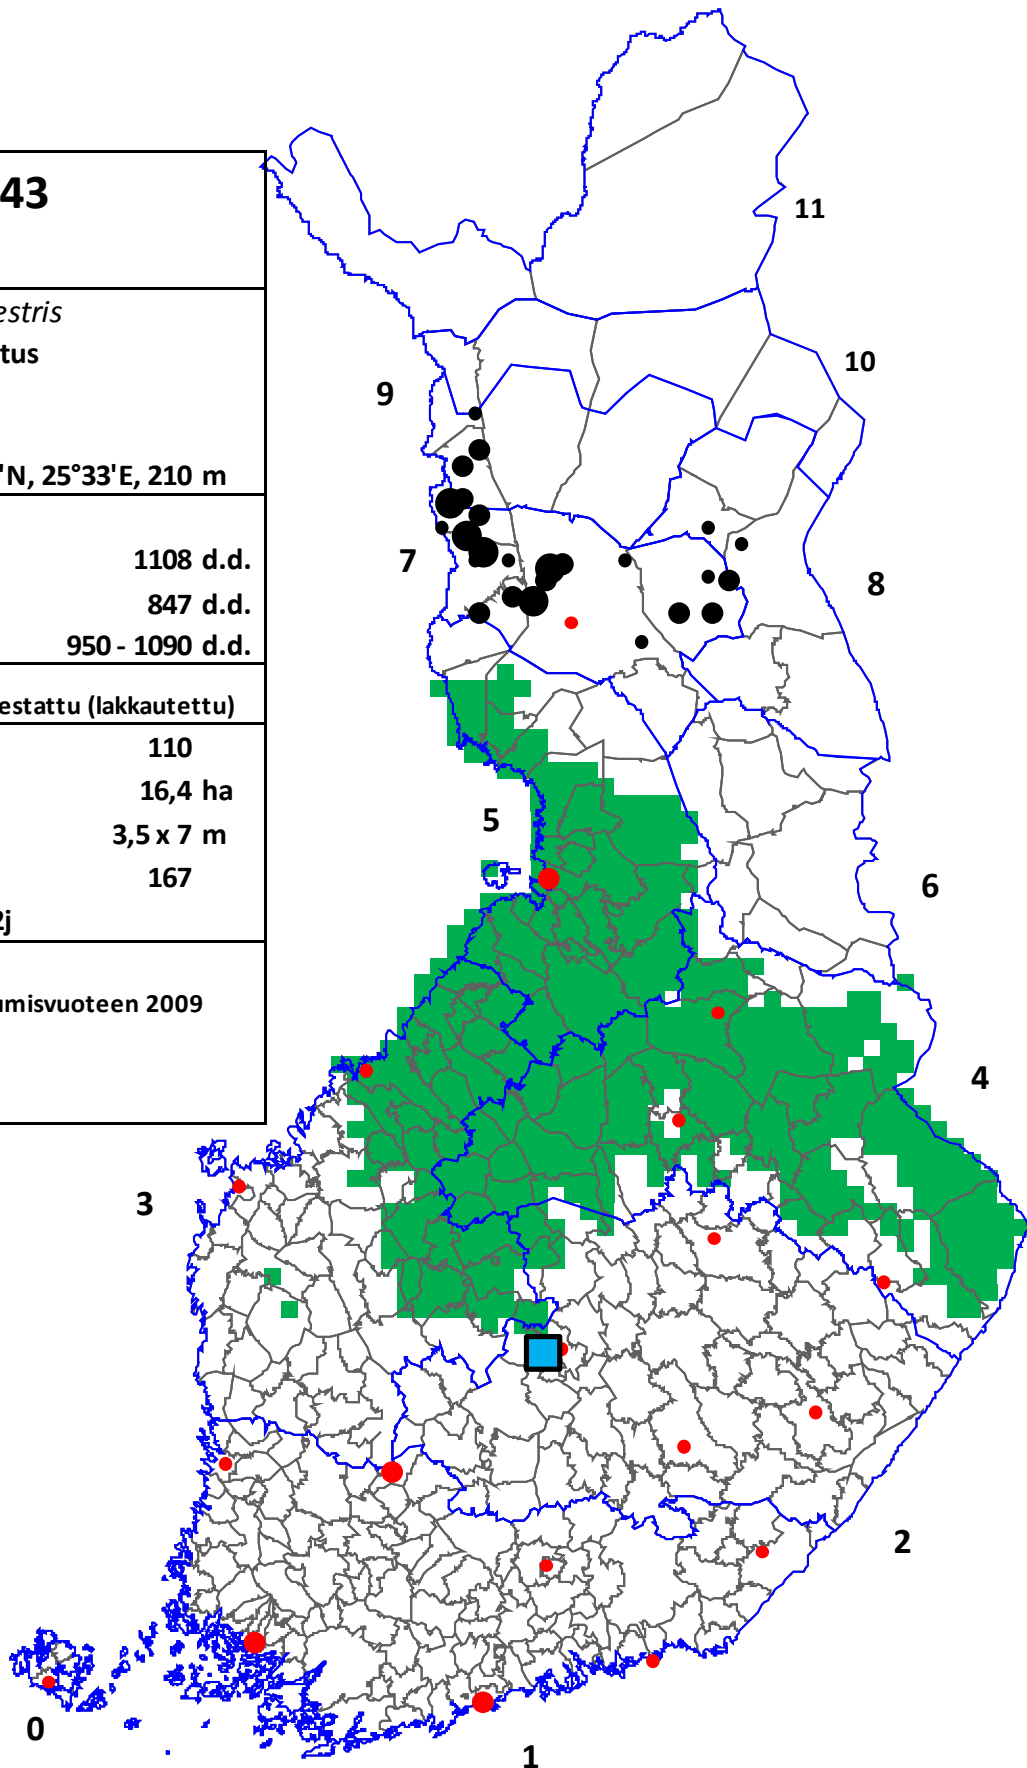 43
estris
tus
'N, 25°33'E, 210 m
1108 d.d.
847 d.d.
950 - 1090 d.d.
estattu (lakkautettu)
110
16,4 ha
3,5 x 7 m
167
2j
umisvuoteen 2009
11
10
9
8
7
6
5
4
3
2
1
0